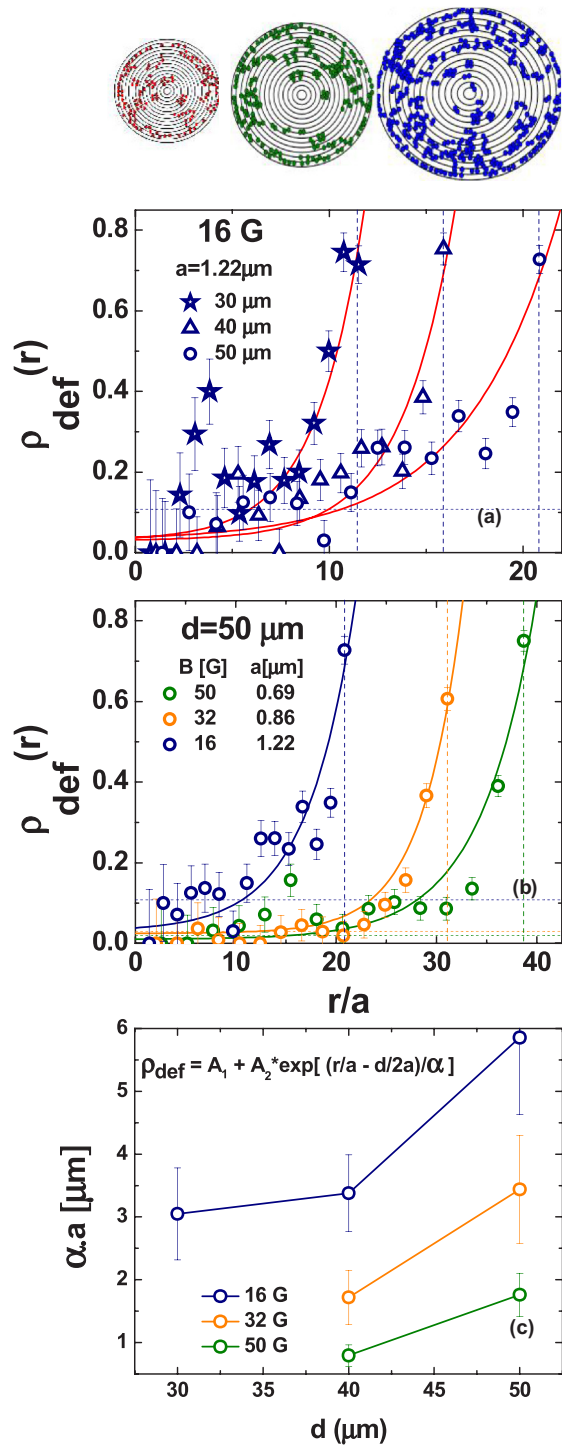 0.8
16 G
a=1.22μm
30 μm
40 μm
50 μm
0.6
0.4
0.2
0.0
ρdef(r)
(a)
0 10 20
0.8
d=50 μm
B [G] a[μm]
50 0.69
32 0.86
16 1.22
0.6
0.4
0.2
0.0
ρdef(r)
(b)
0 10 20 30 40
r/a
6
ρdef = A1 + A2*exp[ (r/a - d/2a)/α ]
5
4
3
2
1
α.a [μm]
16 G
32 G
50 G
(c)
30 35 40 45 50
d (μm)